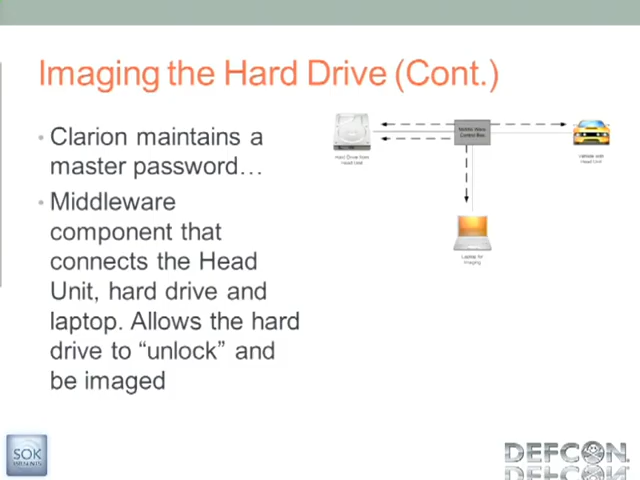 Imaging the Hard Drive (Cont.)
• Clarion maintains a
master password…
• Middleware
component that
connects the Head
Unit, hard drive and
laptop. Allows the hard
drive to “unlock” and
be imaged
Control Box
Hard Drive from
Head Unit
Vehicle with
Head Unit
Laptop for
Imaging
SOK
DEFCON